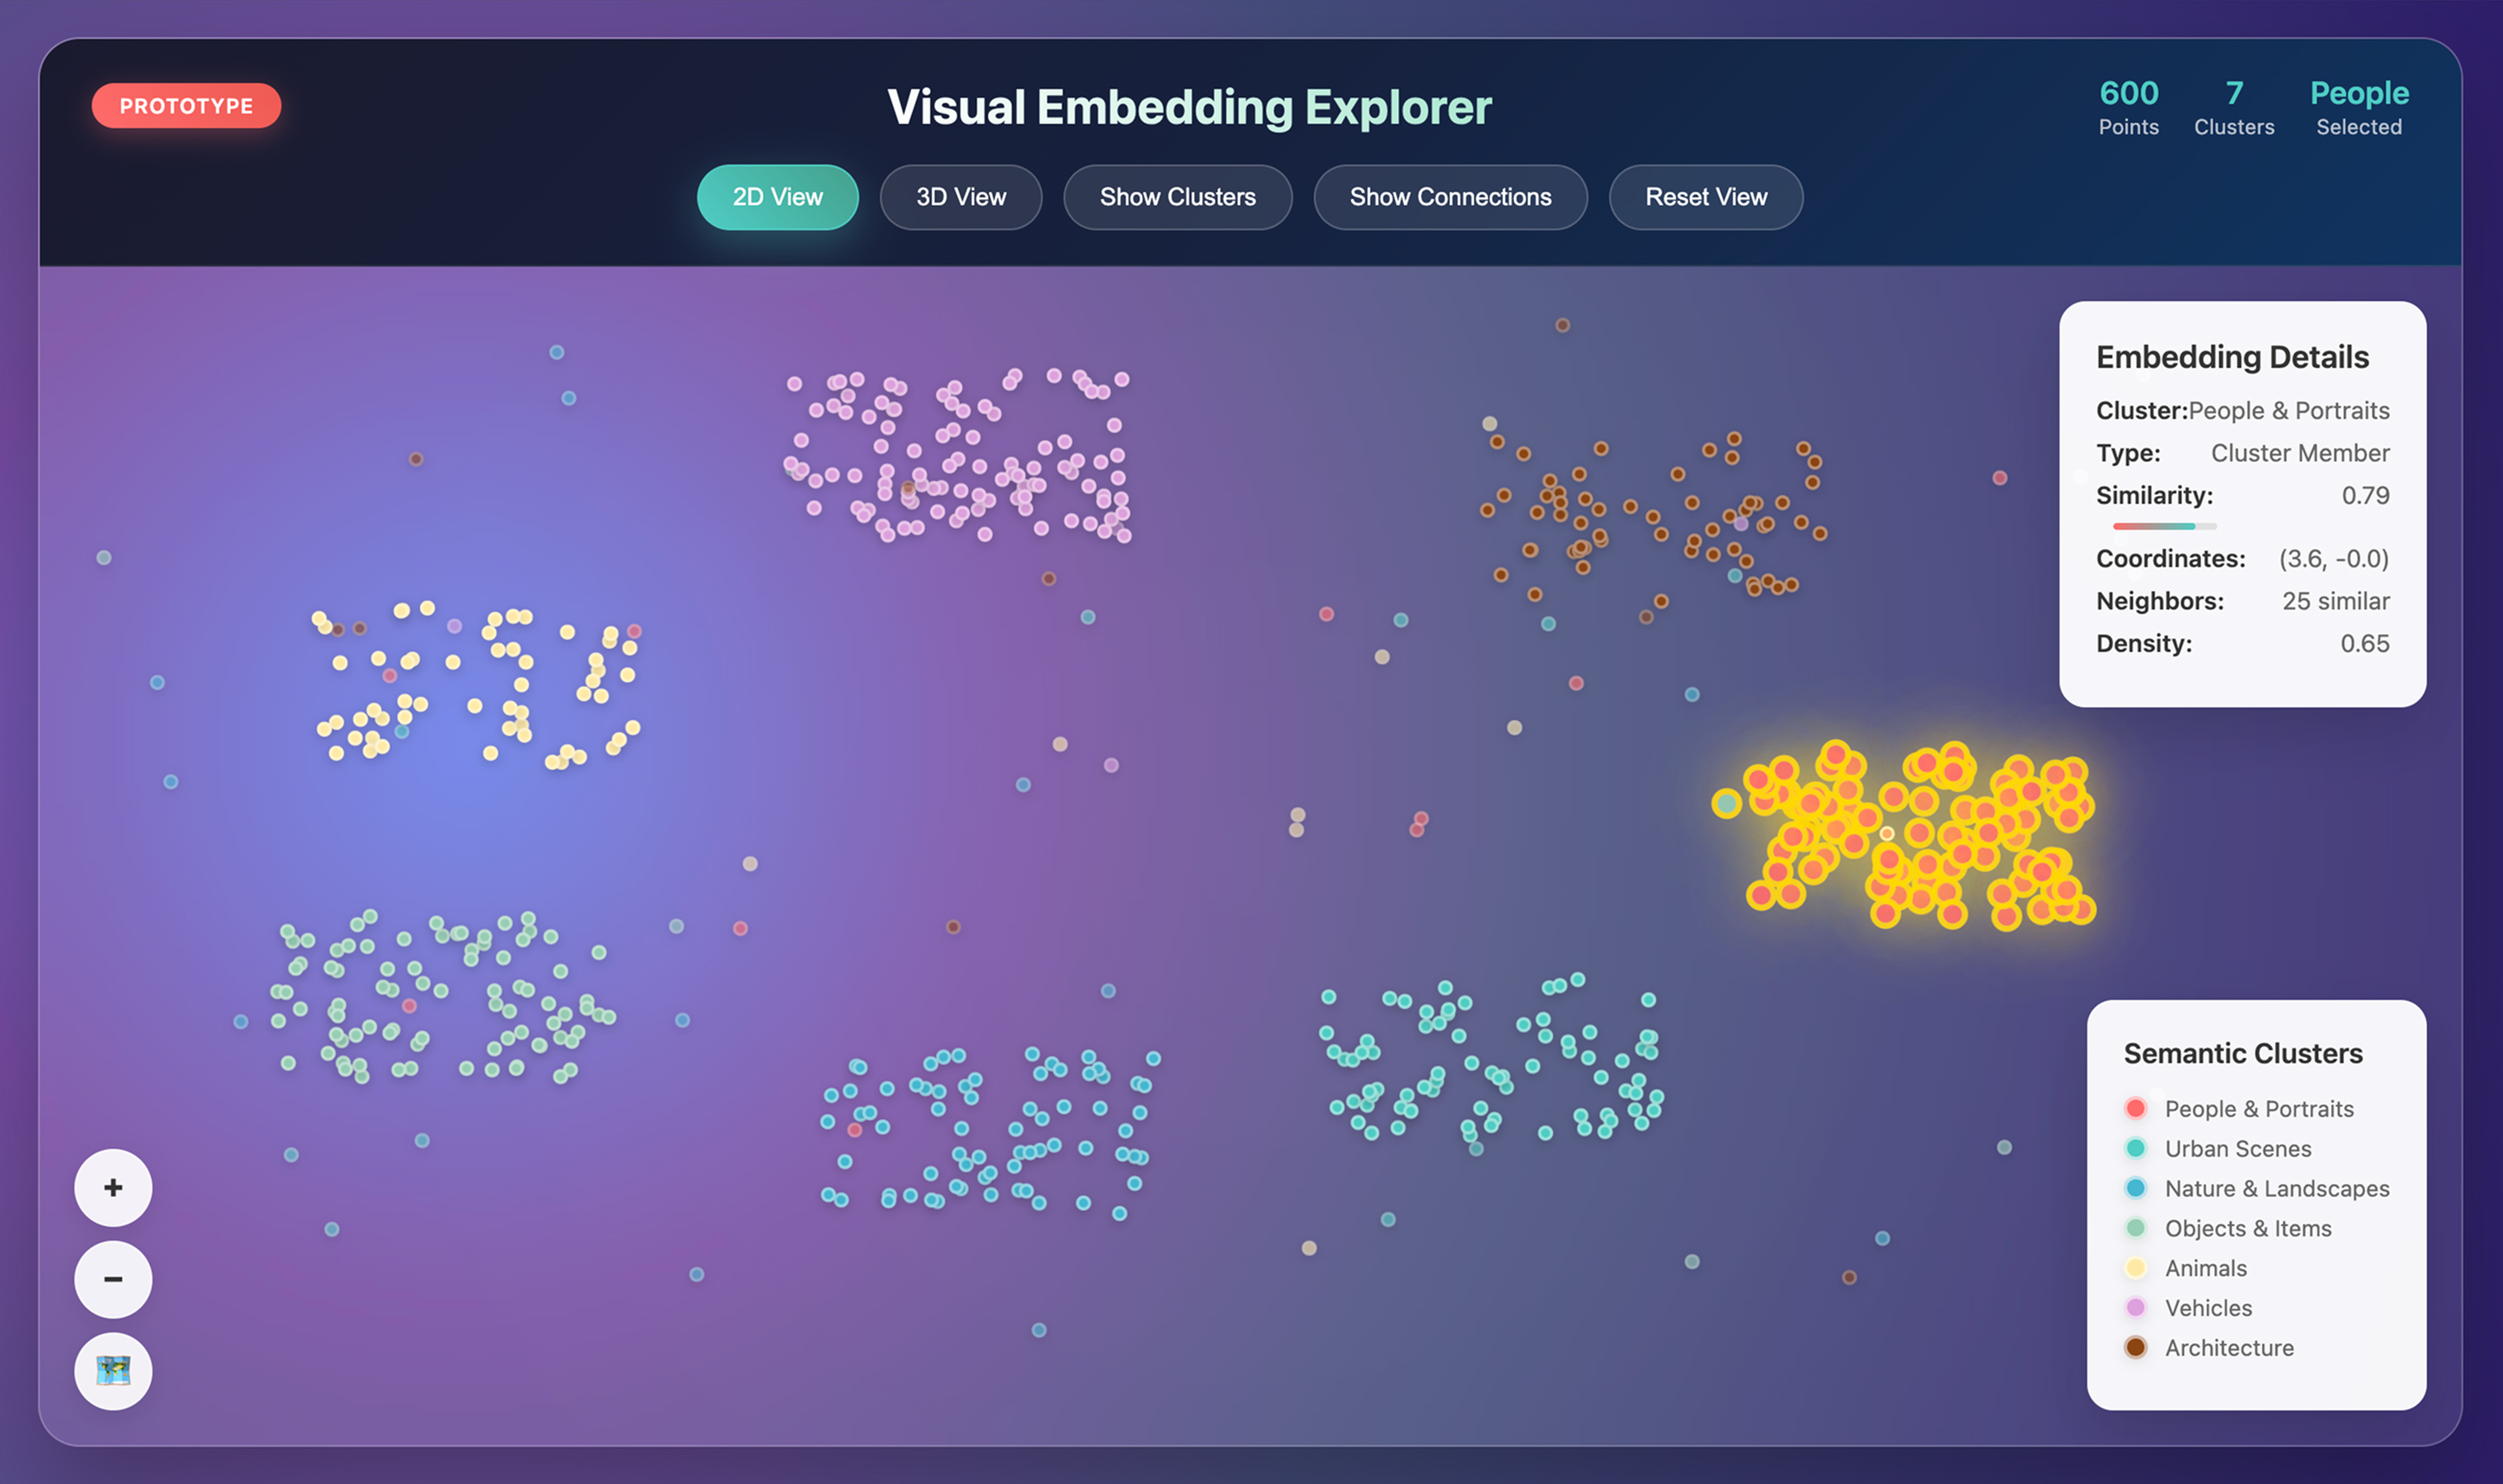 PROTOTYPE
Visual Embedding Explorer
600
Points
7
Clusters
People
Selected
2D View
3D View
Show Clusters
Show Connections
Reset View
Embedding Details
Cluster:People & Portraits
Type: Cluster Member
Similarity: 0.79
Coordinates: (3.6, -0.0)
Neighbors: 25 similar
Density: 0.65
Semantic Clusters
People & Portraits
Urban Scenes
Nature & Landscapes
Objects & Items
Animals
Vehicles
Architecture
+
−